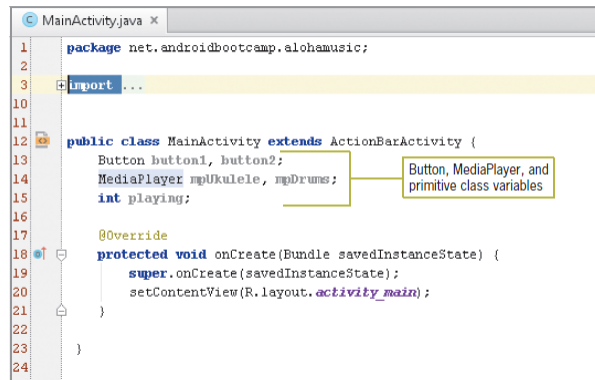 MainActivity.java ×
1 package net.androidbootcamp.alohamusic;
2
3 import ...
10
11
12 public class MainActivity extends ActionBarActivity {
13 Button button1, button2;
14 MediaPlayer mpUkulele, mpDrums;
15 int playing;
Button, MediaPlayer, and
primitive class variables
16
17 @Override
18 protected void onCreate(Bundle savedInstanceState) {
19 super.onCreate(savedInstanceState);
20 setContentView(R.layout.activity_main);
21 }
22
23 }
24